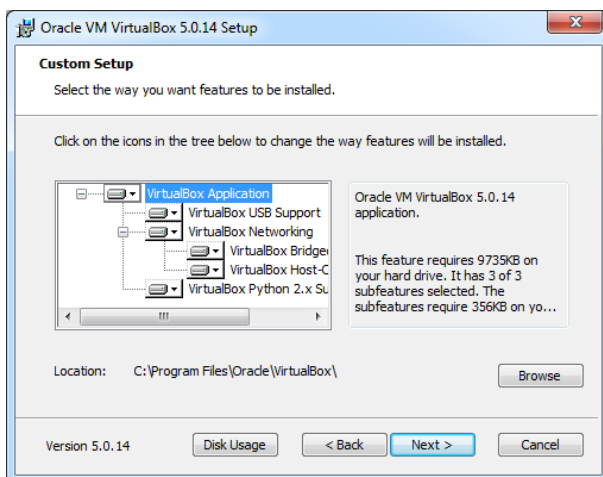 Oracle VM VirtualBox 5.0.14 Setup
Custom Setup
Select the way you want features to be installed.
Click on the icons in the tree below to change the way features will be installed.
VirtualBox Application
VirtualBox USB Support
VirtualBox Networking
VirtualBox Bridge
VirtualBox Host-C
VirtualBox Python 2.x Su
Oracle VM VirtualBox 5.0.14
application.
This feature requires 9735KB on
your hard drive. It has 3 of 3
subfeatures selected. The
subfeatures require 356KB on yo...
Location: C:\Program Files\Oracle\VirtualBox\
Browse
Version 5.0.14 Disk Usage < Back Next > Cancel